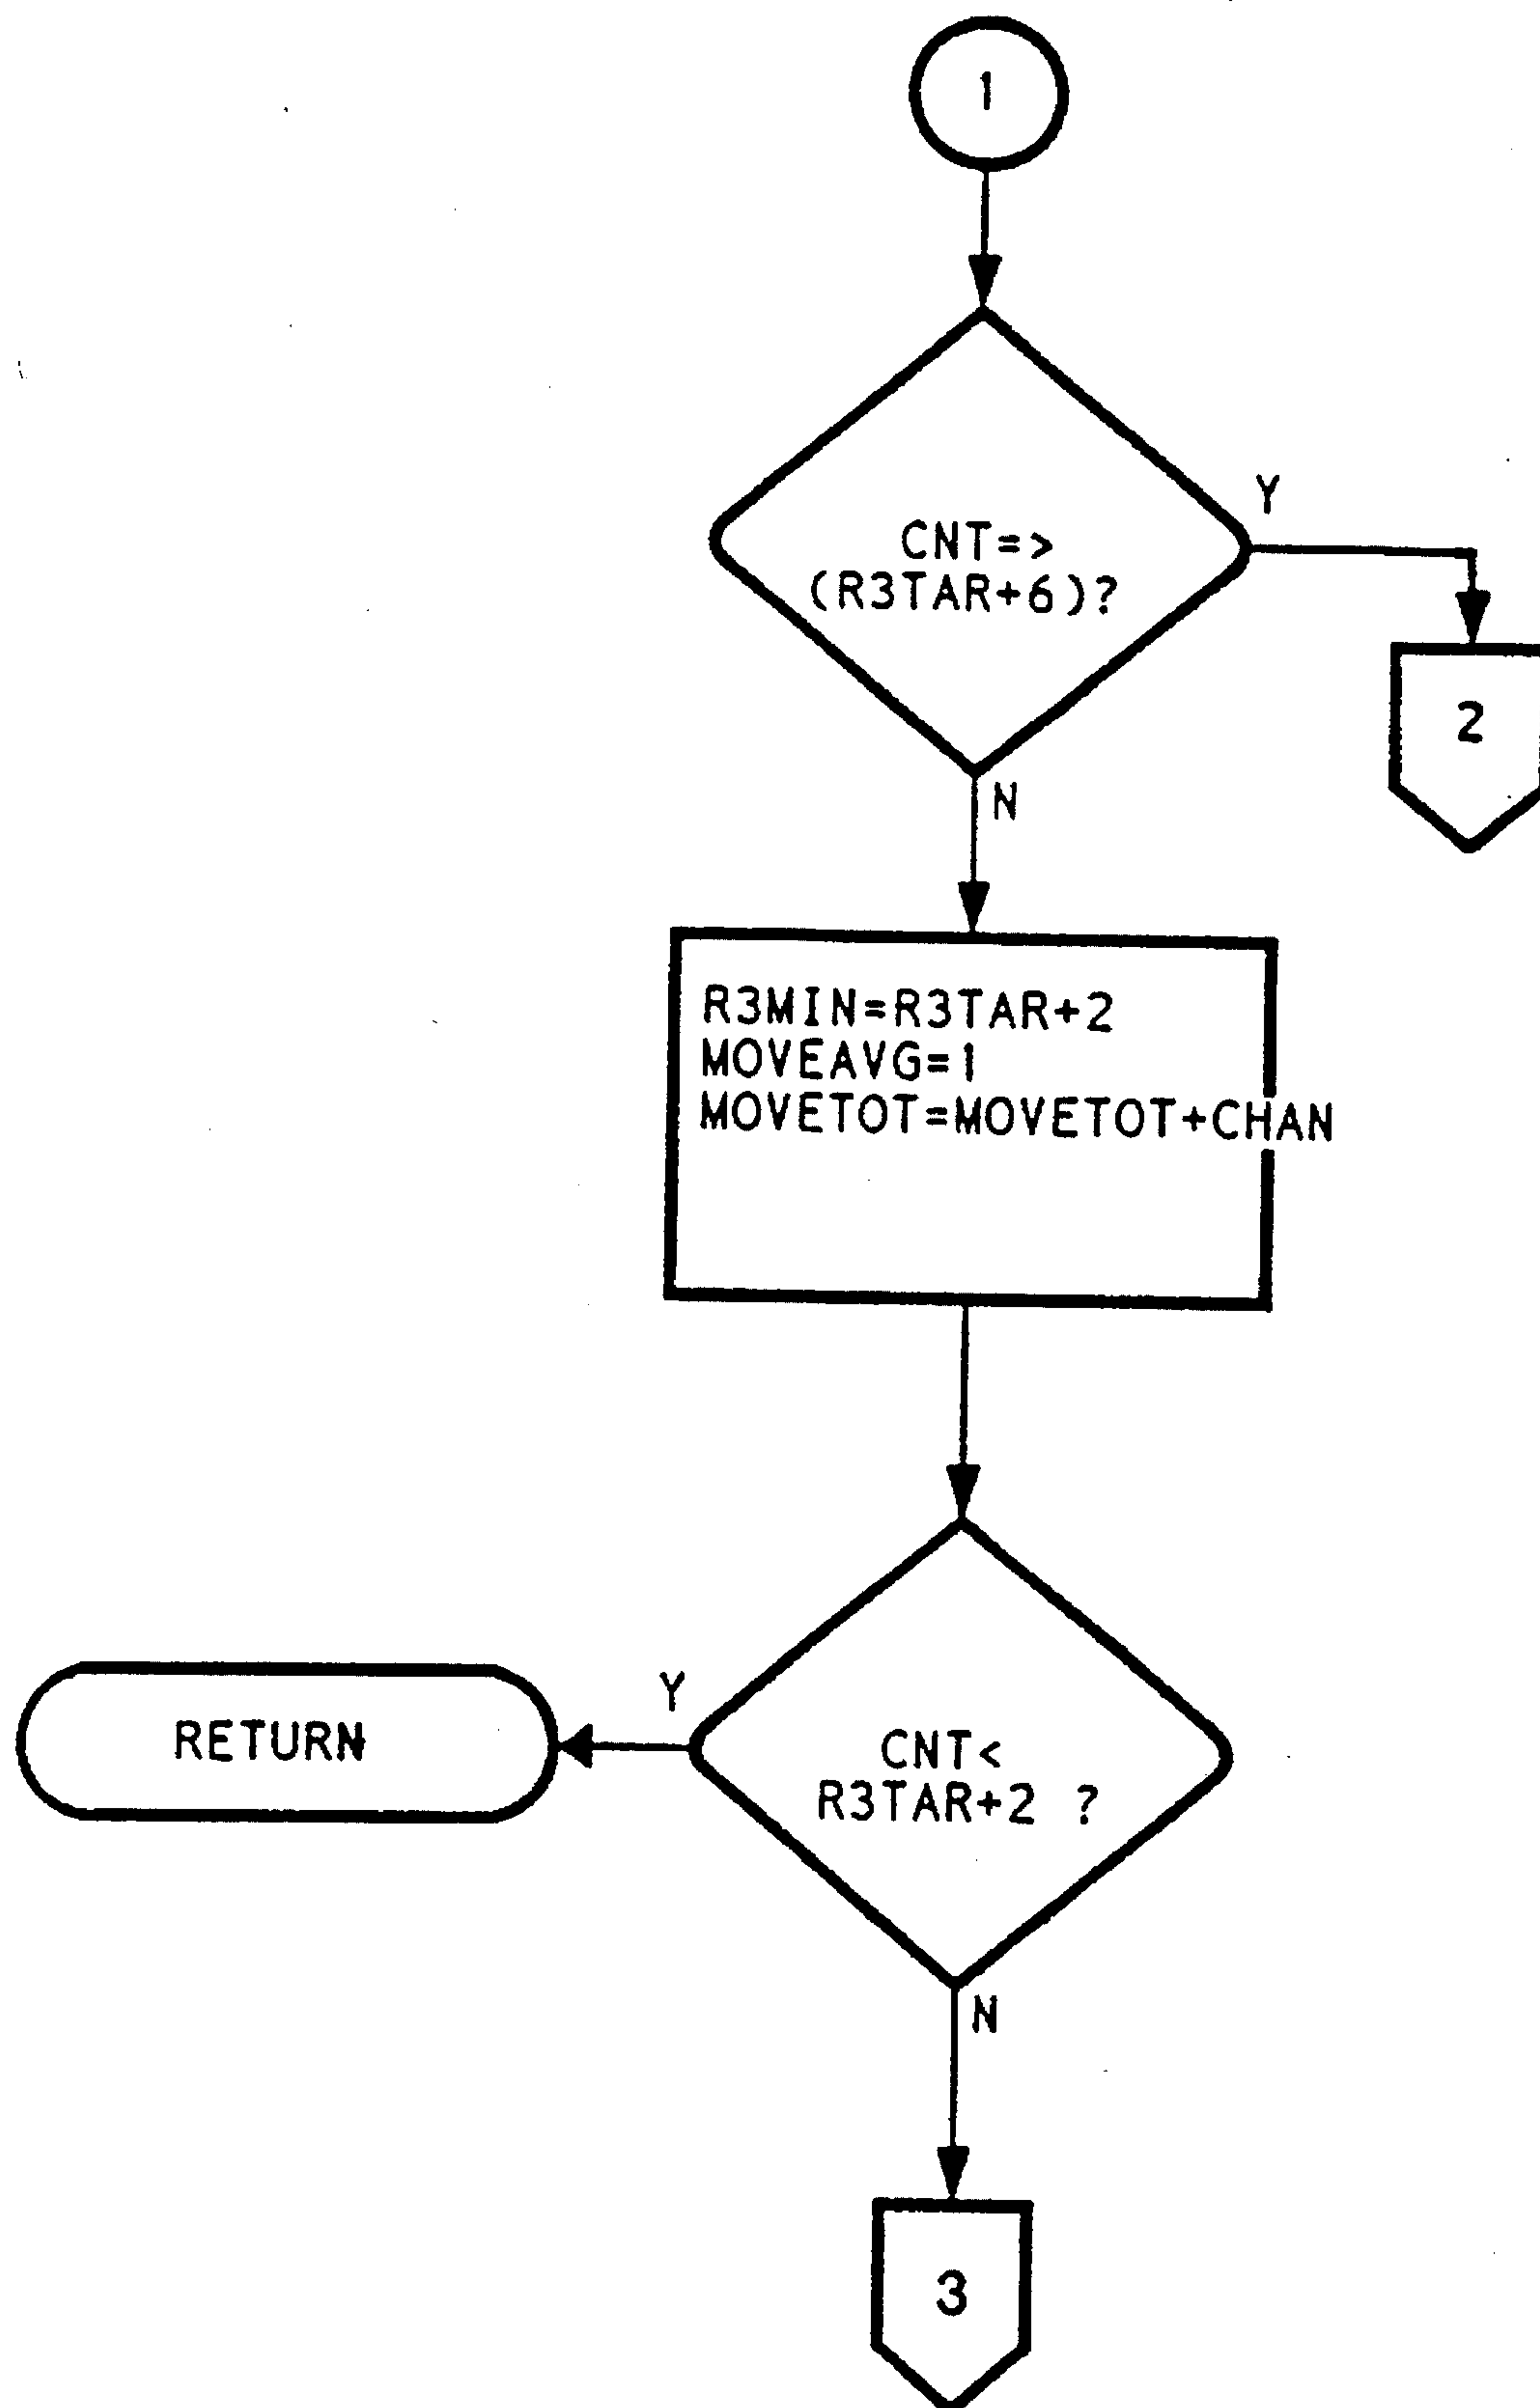 1
CNT=>
(R3TAR+6)?
Y
2
N
R3MIN=R3TAR+2
MOVEAVG=1
MOVETOT=MOVETOT+CHAN
Y
RETURN
CNT<
R3TAR+2 ?
N
3